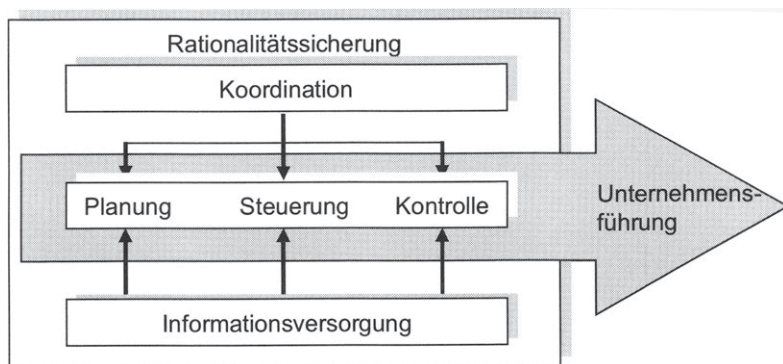 Rationalitätssicherung
Koordination
Planung Steuerung Kontrolle
Unternehmens-
führung
Informationsversorgung